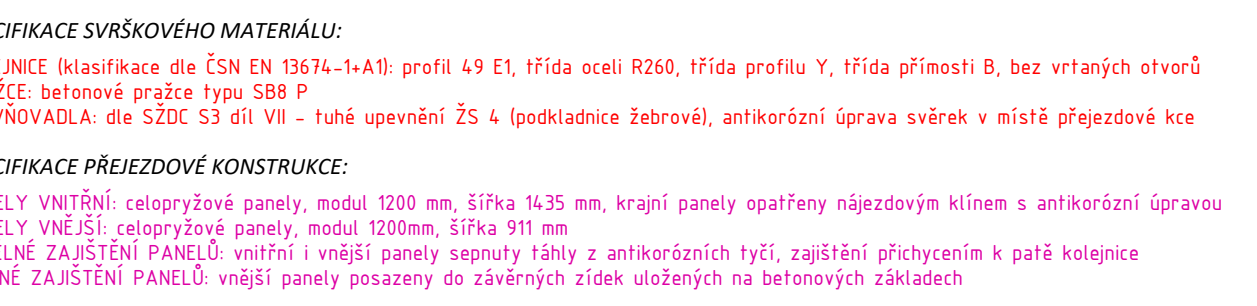 CIFIKACE SVRŠKOVÉHO MATERIÁLU:
JNICE (klasifikace dle ČSN EN 13674-1+A1): profil 49 E1, třída oceli R260, třída profilu Y, třída přímosti B, bez vrtaných otvorů
ŽCE: betonové pražce typu SB8 P
VŇOVADLA: dle SŽDC S3 díl VII - tuhé upevnění ŽS 4 (podkladnice žebrové), antikorózní úprava svěrek v místě přejezdové kce
CIFIKACE PŘEJEZDOVÉ KONSTRUKCE:
ELY VNITŘNÍ: celopryžové panely, modul 1200 mm, šířka 1435 mm, krajní panely opatřeny nájezdovým klínem s antikorózní úpravou
ELY VNĚJŠÍ: celopryžové panely, modul 1200mm, šířka 911 mm
ELNÉ ZAJIŠTĚNÍ PANELŮ: vnitřní i vnější panely sepnuty táhly z antikorózních tyčí, zajištění přichycením k patě kolejnice
NÉ ZAJIŠTĚNÍ PANELŮ: vnější panely posazeny do závěrných zídek uložených na betonových základech